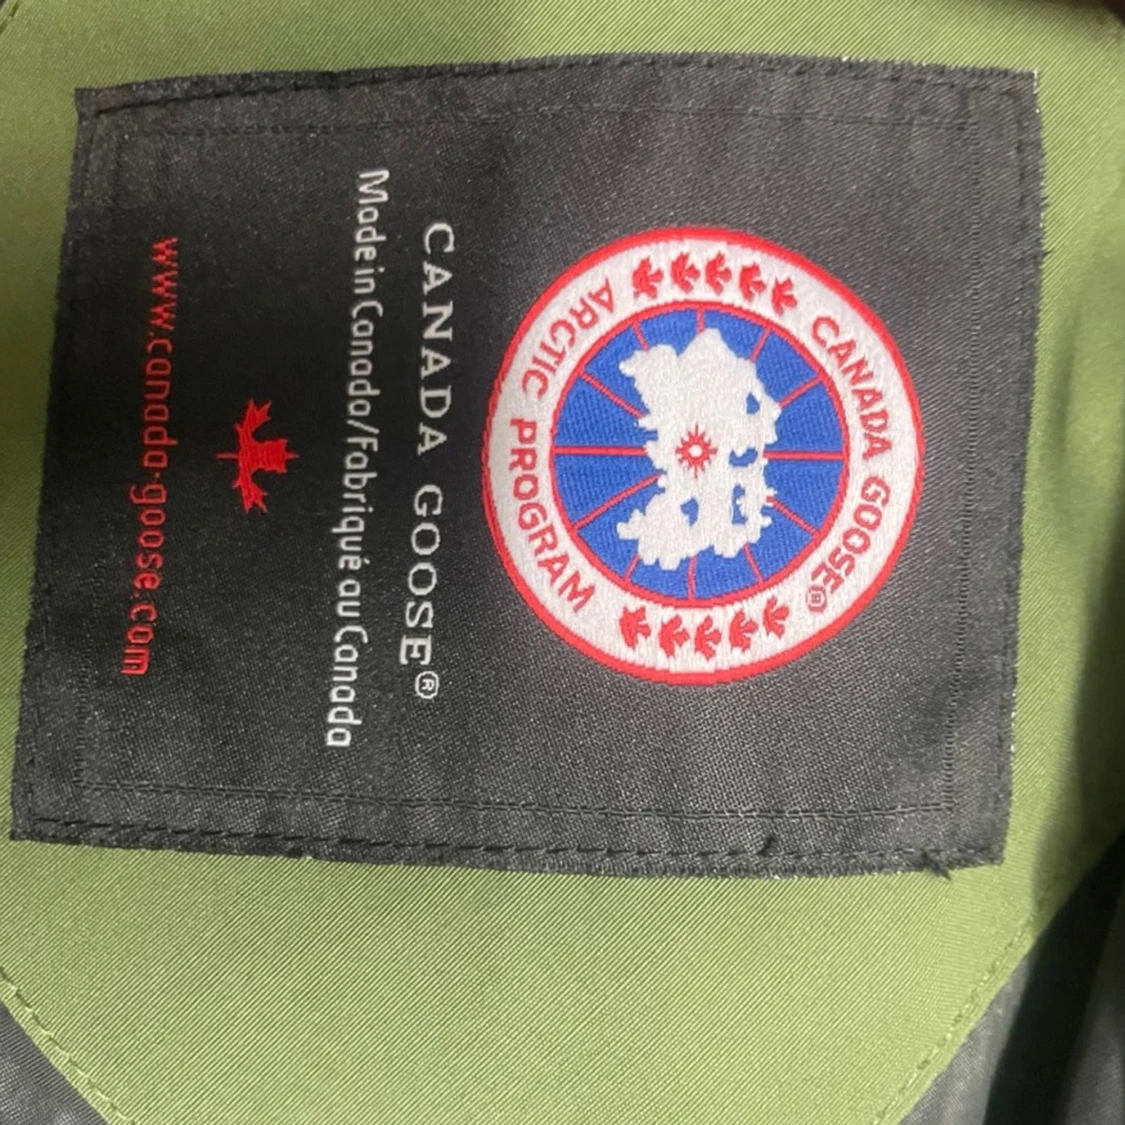 CANADA GOOSE®
ARCTIC PROGRAM
CANADA GOOSE®
Made in Canada/Fabriqué au Canada
www.canada-goose.com